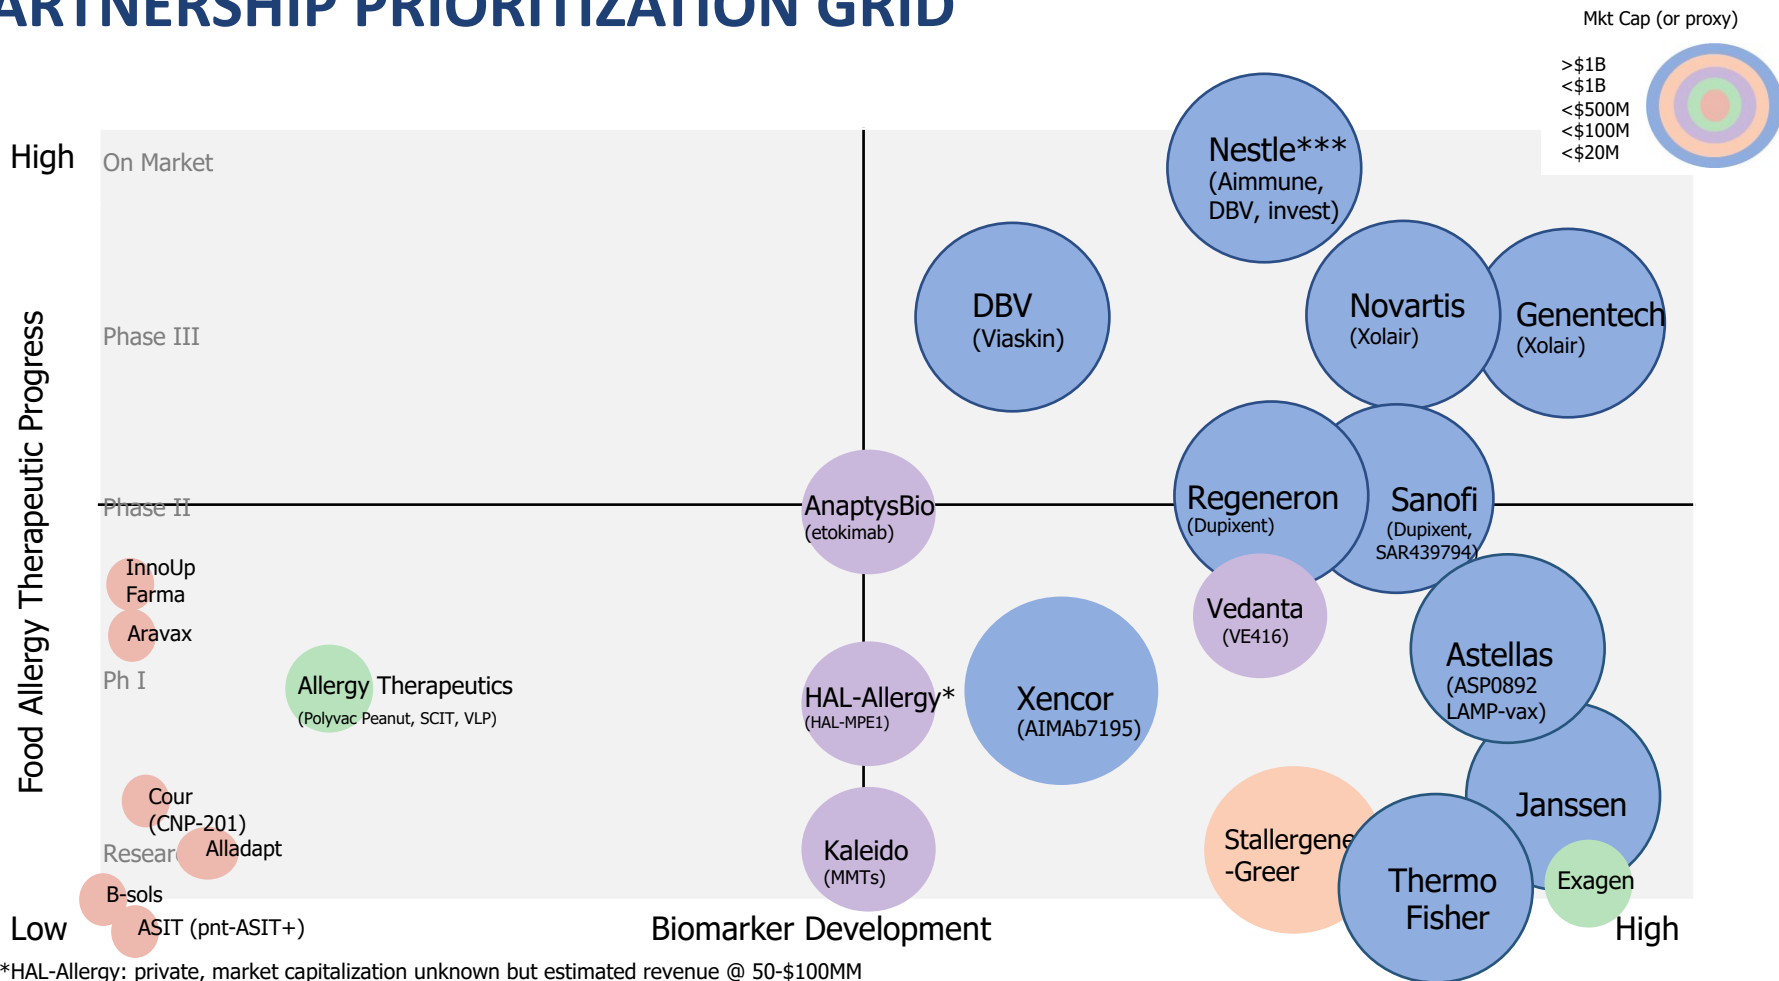 ARTNERSHIP PRIORITIZATION GRID
Mkt Cap (or proxy)
>$1B
<$1B
<$500M
<$100M
<$20M
High
On Market
Phase III
Phase II
Ph I
Research
Food Allergy Therapeutic Progress
Nestle***
(Aimmune,
DBV, invest)
DBV
(Viaskin)
Novartis
(Xolair)
Genentech
(Xolair)
AnaptysBio
(etokimab)
Regeneron
(Dupixent)
Sanofi
(Dupixent,
SAR439794)
InnoUp
Farma
Aravax
Vedanta
(VE416)
Allergy Therapeutics
(Polyvac Peanut, SCIT, VLP)
HAL-Allergy*
(HAL-MPE1)
Xencor
(AIMAb7195)
Astellas
(ASP0892
LAMP-vax)
Cour
(CNP-201)
Alladapt
Kaleido
(MMTs)
Stallergene
-Greer
Janssen
Thermo
Fisher
Exagen
B-sols
ASIT (pnt-ASIT+)
Low
Biomarker Development
High
*HAL-Allergy: private, market capitalization unknown but estimated revenue @ 50-$100MM